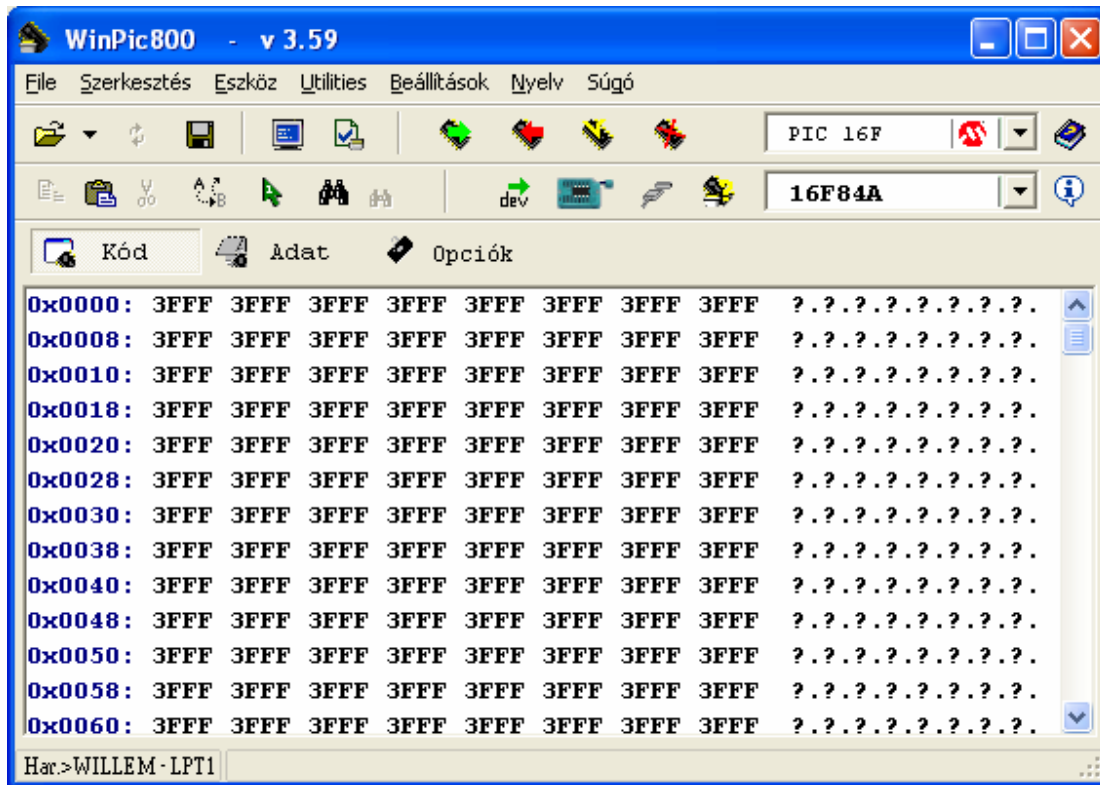 WinPic800 - v 3.59
File Szerkesztés Eszköz Utilities Beállítások Nyelv Súgó
PIC 16F
dev 16F84A
Kód Adat Opciók
0x0000: 3FFF 3FFF 3FFF 3FFF 3FFF 3FFF 3FFF 3FFF ?.?.?.?.?.?.?.?.
0x0008: 3FFF 3FFF 3FFF 3FFF 3FFF 3FFF 3FFF 3FFF ?.?.?.?.?.?.?.?.
0x0010: 3FFF 3FFF 3FFF 3FFF 3FFF 3FFF 3FFF 3FFF ?.?.?.?.?.?.?.?.
0x0018: 3FFF 3FFF 3FFF 3FFF 3FFF 3FFF 3FFF 3FFF ?.?.?.?.?.?.?.?.
0x0020: 3FFF 3FFF 3FFF 3FFF 3FFF 3FFF 3FFF 3FFF ?.?.?.?.?.?.?.?.
0x0028: 3FFF 3FFF 3FFF 3FFF 3FFF 3FFF 3FFF 3FFF ?.?.?.?.?.?.?.?.
0x0030: 3FFF 3FFF 3FFF 3FFF 3FFF 3FFF 3FFF 3FFF ?.?.?.?.?.?.?.?.
0x0038: 3FFF 3FFF 3FFF 3FFF 3FFF 3FFF 3FFF 3FFF ?.?.?.?.?.?.?.?.
0x0040: 3FFF 3FFF 3FFF 3FFF 3FFF 3FFF 3FFF 3FFF ?.?.?.?.?.?.?.?.
0x0048: 3FFF 3FFF 3FFF 3FFF 3FFF 3FFF 3FFF 3FFF ?.?.?.?.?.?.?.?.
0x0050: 3FFF 3FFF 3FFF 3FFF 3FFF 3FFF 3FFF 3FFF ?.?.?.?.?.?.?.?.
0x0058: 3FFF 3FFF 3FFF 3FFF 3FFF 3FFF 3FFF 3FFF ?.?.?.?.?.?.?.?.
0x0060: 3FFF 3FFF 3FFF 3FFF 3FFF 3FFF 3FFF 3FFF ?.?.?.?.?.?.?.?.
Har.>WILLEM - LPT1